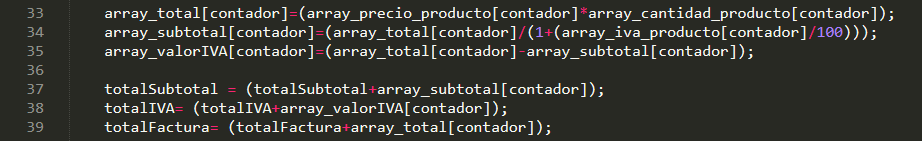 33 array_total[contador]=(array_precio_producto[contador]*array_cantidad_producto[contador]);
34 array_subtotal[contador]=(array_total[contador]/(1+(array_iva_producto[contador]/100)));
35 array_valorIVA[contador]=(array_total[contador]-array_subtotal[contador]);
36
37 totalSubtotal = (totalSubtotal+array_subtotal[contador]);
38 totalIVA= (totalIVA+array_valorIVA[contador]);
39 totalFactura= (totalFactura+array_total[contador]);